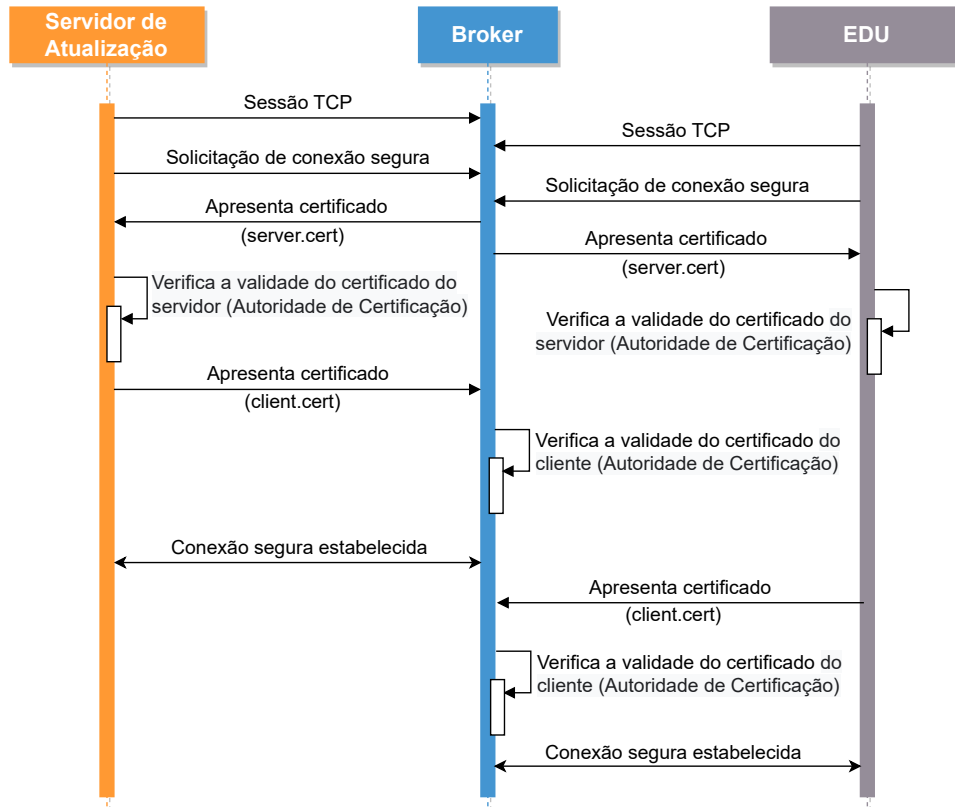 Servidor de
Atualização
Broker
EDU
Sessão TCP
Sessão TCP
Solicitação de conexão segura
Solicitação de conexão segura
Apresenta certificado
(server.cert)
Apresenta certificado
(server.cert)
Verifica a validade do certificado do
servidor (Autoridade de Certificação)
Verifica a validade do certificado do
servidor (Autoridade de Certificação)
Apresenta certificado
(client.cert)
Verifica a validade do certificado do
cliente (Autoridade de Certificação)
Conexão segura estabelecida
Apresenta certificado
(client.cert)
Verifica a validade do certificado do
cliente (Autoridade de Certificação)
Conexão segura estabelecida